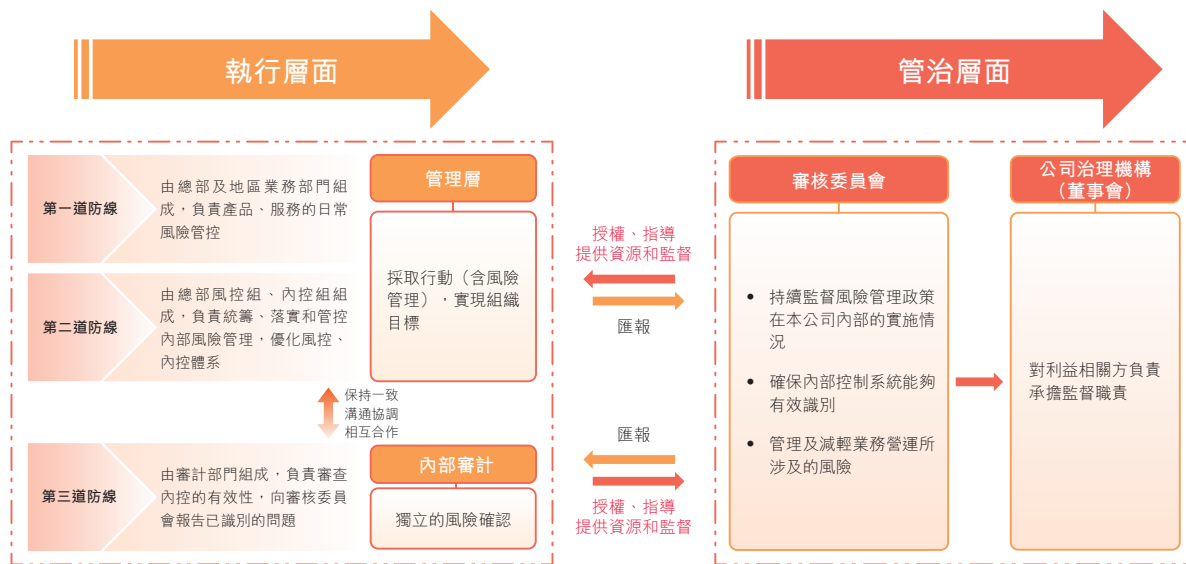 執行層面
管治層面
第一道防線
由總部及地區業務部門組
成，負責產品、服務的日常
風險管控
第二道防線
由總部風控組、內控組組
成，負責統籌、落實和管控
內部風險管理，優化風控、
內控體系
管理層
採取行動（含風險
管理），實現組織
目標
保持一致
溝通協調
相互合作
第三道防線
由審計部門組成，負責審查
內控的有效性，向審核委員
會報告已識別的問題
內部審計
獨立的風險確認
授權、指導
提供資源和監督
匯報
匯報
授權、指導
提供資源和監督
審核委員會
• 持續監督風險管理政策
在本公司內部的實施情
況
• 確保內部控制系統能夠
有效識別
• 管理及減輕業務營運所
涉及的風險
公司治理機構
（董事會）
對利益相關方負責
承擔監督職責